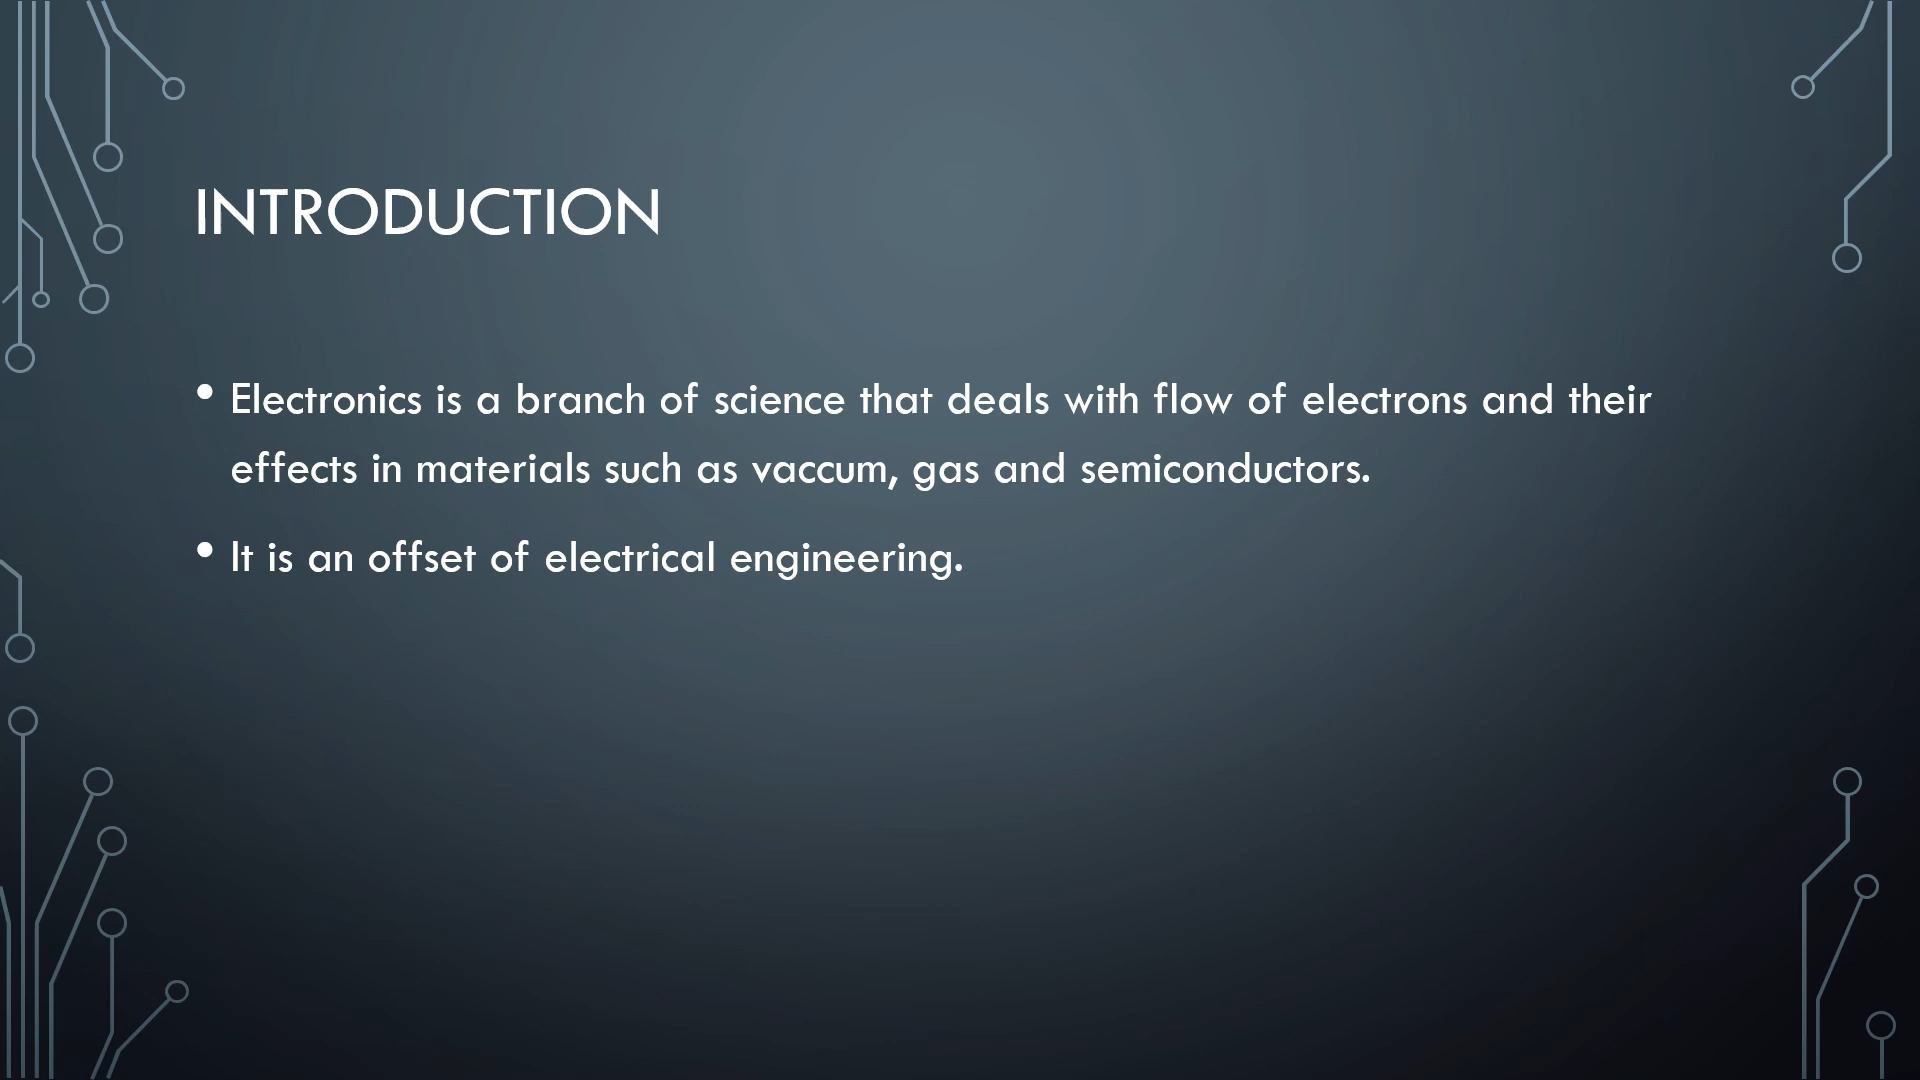 INTRODUCTION
• Electronics is a branch of science that deals with flow of electrons and their
effects in materials such as vaccum, gas and semiconductors.
• It is an offset of electrical engineering.